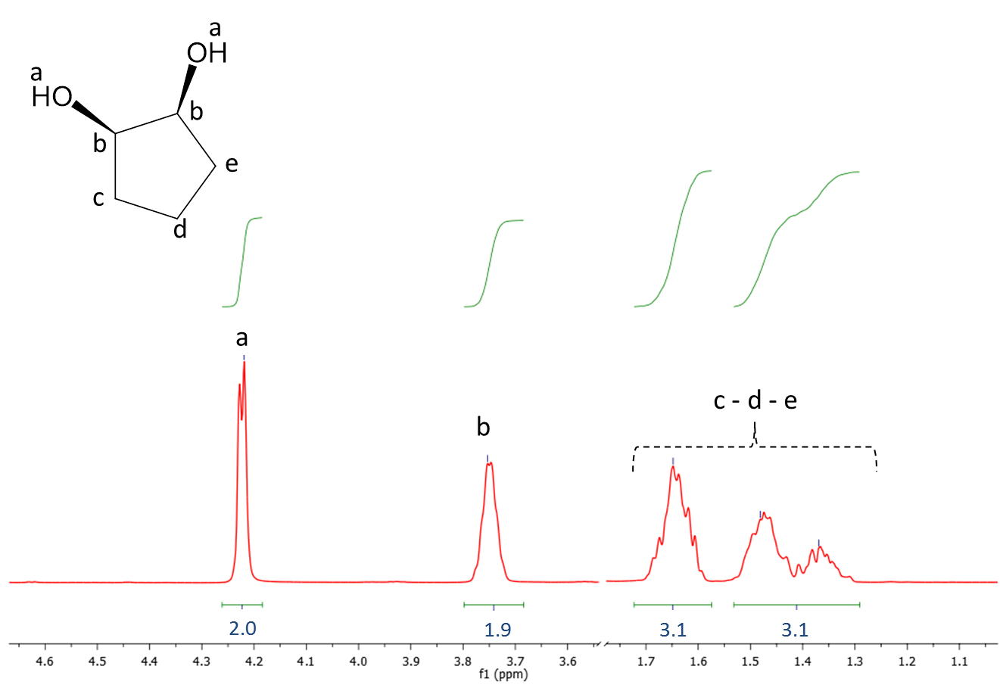 a
OH
a
HO
b
b
e
c
d
a
b
c - d - e
2.0
1.9
3.1
3.1
4.6 4.5 4.4 4.3 4.2 4.1 4.0 3.9 3.8 3.7 3.6 1.7 1.6 1.5 1.4 1.3 1.2 1.1
f1 (ppm)